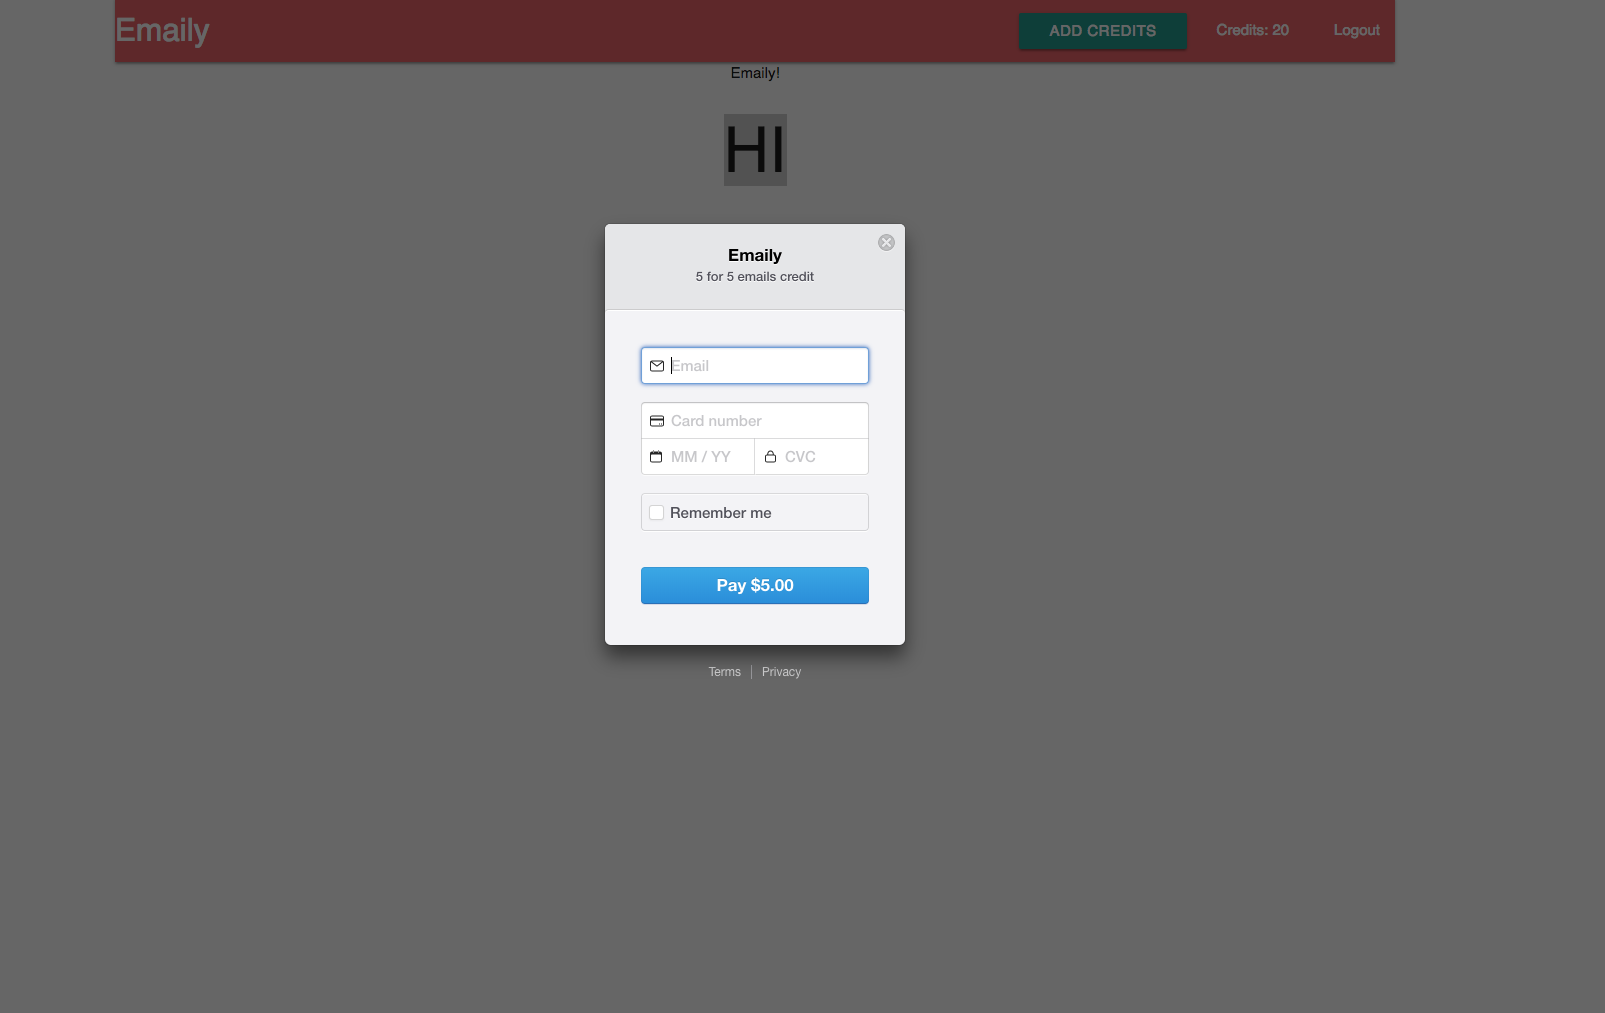 Emaily
ADD CREDITS
Credits: 20
Logout
Emaily!
HI
Emaily
5 for 5 emails credit
Email
Card number
MM / YY
CVC
Remember me
Pay $5.00
Terms
Privacy